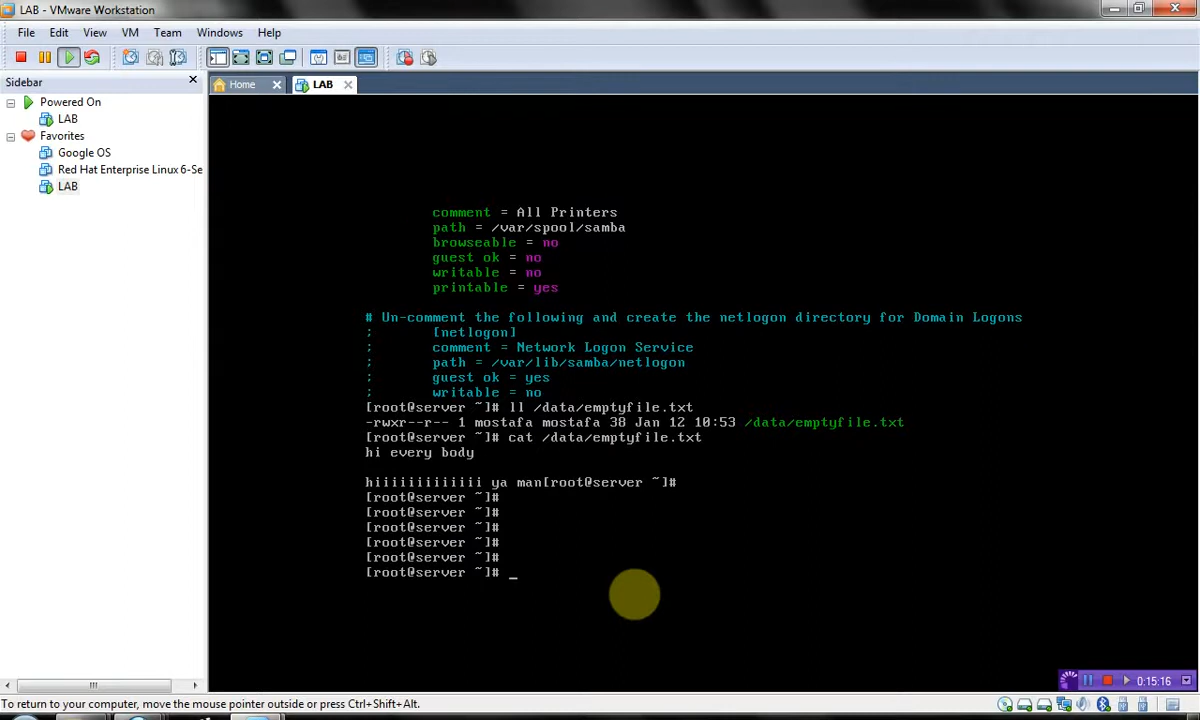 LAB - VMware Workstation
File Edit View VM Team Windows Help
Sidebar
Home LAB
Powered On
LAB
Favorites
Google OS
Red Hat Enterprise Linux 6-Se
LAB
comment = All Printers
path = /var/spool/samba
browseable = no
guest ok = no
writable = no
printable = yes
# Un-comment the following and create the netlogon directory for Domain Logons
; [netlogon]
; comment = Network Logon Service
; path = /var/lib/samba/netlogon
; guest ok = yes
; writable = no
[root@server ~]# ll /data/emptyfile.txt
-rwxr--r-- 1 mostafa mostafa 38 Jan 12 10:53 /data/emptyfile.txt
[root@server ~]# cat /data/emptyfile.txt
hi every body
hiiiiiiiiiiiii ya man[root@server ~]#
[root@server ~]#
[root@server ~]#
[root@server ~]#
[root@server ~]#
[root@server ~]#
[root@server ~]# _
0:15:16
To return to your computer, move the mouse pointer outside or press Ctrl+Shift+Alt.